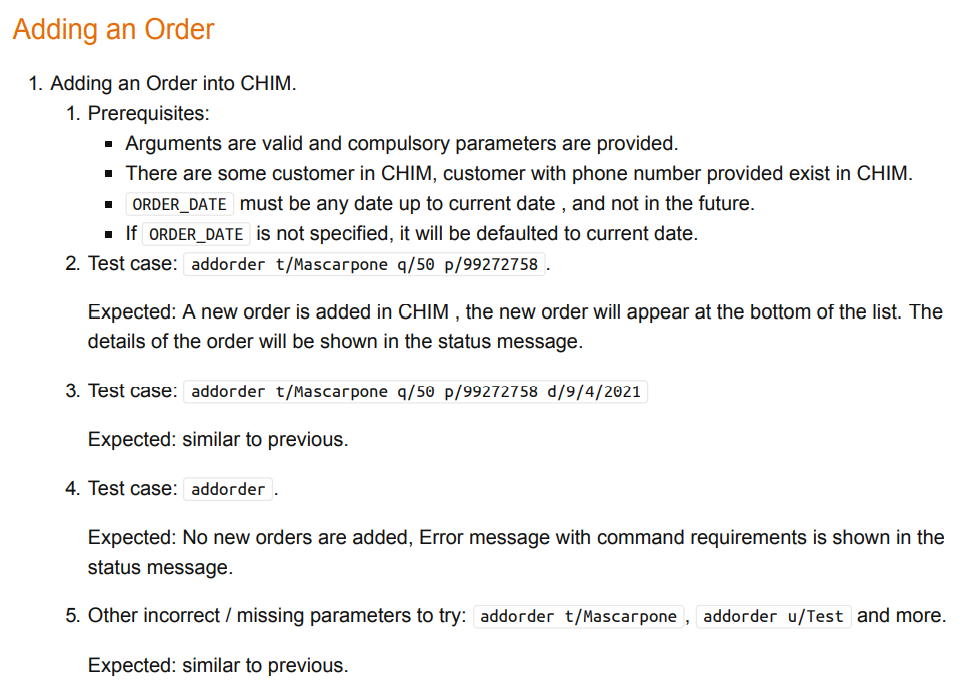 Adding an Order
1. Adding an Order into CHIM.
1. Prerequisites:
▪ Arguments are valid and compulsory parameters are provided.
▪ There are some customer in CHIM, customer with phone number provided exist in CHIM.
▪ ORDER_DATE must be any date up to current date , and not in the future.
▪ If ORDER_DATE is not specified, it will be defaulted to current date.
2. Test case: addorder t/Mascarpone q/50 p/99272758 .
Expected: A new order is added in CHIM , the new order will appear at the bottom of the list. The
details of the order will be shown in the status message.
3. Test case: addorder t/Mascarpone q/50 p/99272758 d/9/4/2021
Expected: similar to previous.
4. Test case: addorder .
Expected: No new orders are added, Error message with command requirements is shown in the
status message.
5. Other incorrect / missing parameters to try: addorder t/Mascarpone , addorder u/Test and more.
Expected: similar to previous.